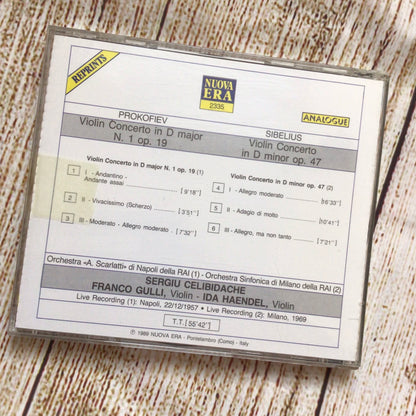 REPRINTS
NUOVA
ERA
2335
ANALOGUE
PROKOFIEV
Violin Concerto in D major
N. 1 op. 19
SIBELIUS
Violin Concerto
in D minor op. 47
Violin Concerto in D major N. 1 op. 19 (1)
1 I - Andantino -
Andante assai [9'18'']
2 II - Vivacissimo (Scherzo) [3'51'']
3 III - Moderato - Allegro moderato [7'32'']
Violin Concerto in D minor op. 47 (2)
4 I - Allegro moderato [16'33'']
5 II - Adagio di molto [10'41'']
6 III - Allegro, ma non tanto [7'21'']
Orchestra «A. Scarlatti» di Napoli della RAI (1) - Orchestra Sinfonica di Milano della RAI (2)
SERGIU CELIBIDACHE
FRANCO GULLI, Violin - IDA HAENDEL, Violin
Live Recording (1): Napoli, 22/12/1957 • Live Recording (2): Milano, 1969
T.T. [55'42'']
℗ 1989 NUOVA ERA - Pontelambro (Como) - Italy